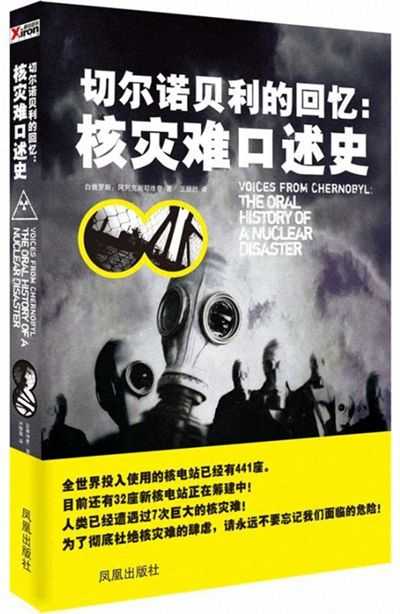 Xiron
切尔诺贝利的回忆:
核灾难口述史
VOICES FROM CHERNOBYL:
THE ORAL HISTORY OF A
NUCLEAR DISASTER
切尔诺贝利的回忆:
核灾难口述史
VOICES FROM CHERNOBYL:
THE ORAL
HISTORY OF
A NUCLEAR
DISASTER
全世界投入使用的核电站已经有441座。
目前还有32座新核电站正在筹建中!
人类已经遭遇过7次巨大的核灾难!
为了彻底杜绝核灾难的肆虐,请永远不要忘记我们面临的危险!
凤凰出版社
凤凰出版社